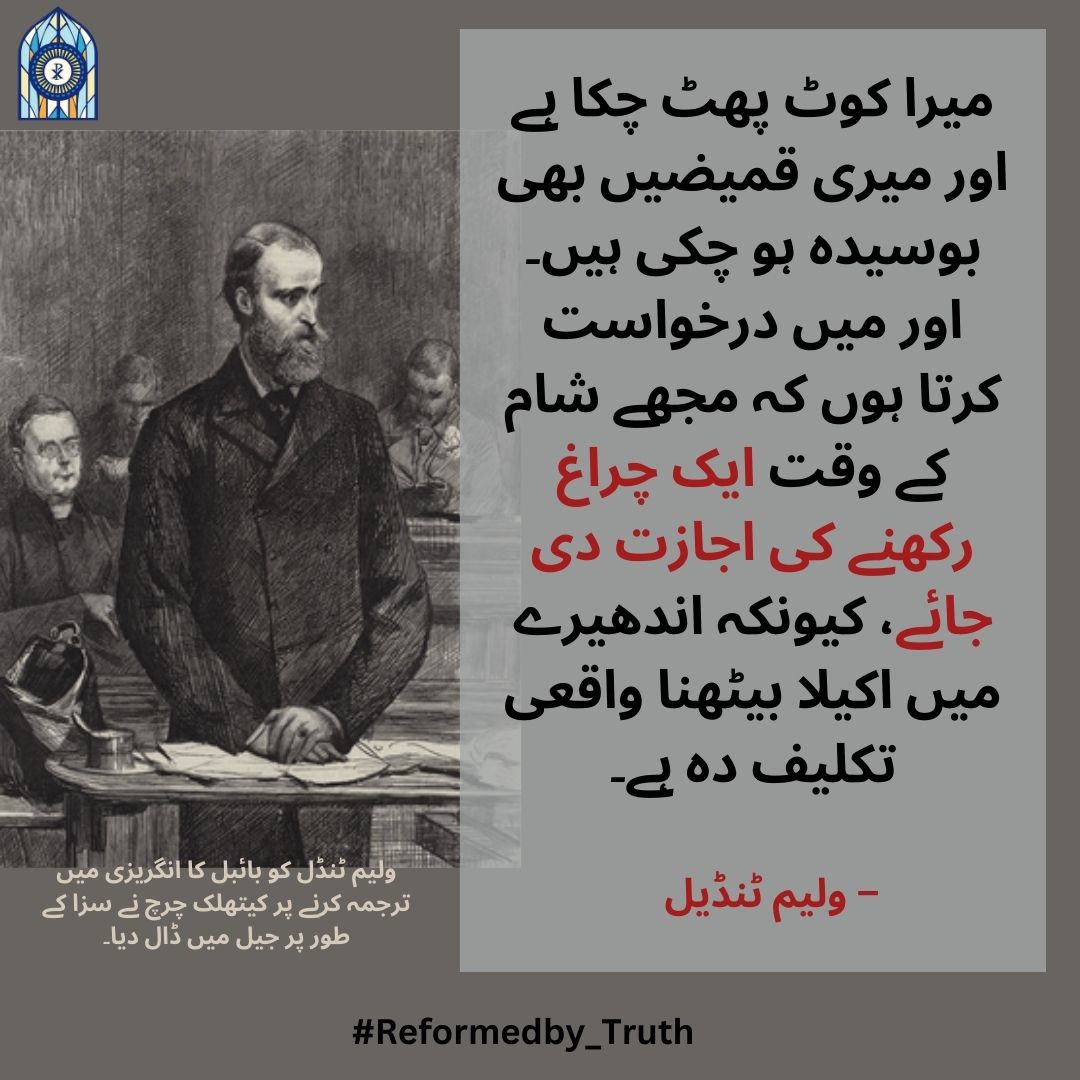 میرا کوٹ پھٹ چکا ہے
اور میری قمیضیں بھی
بوسیدہ ہو چکی ہیں۔
اور میں درخواست
کرتا ہوں کہ مجھے شام
کے وقت ایک چراغ
رکھنے کی اجازت دی
جائے، کیونکہ اندھیرے
میں اکیلا بیٹھنا واقعی
تکلیف دہ ہے۔
– ولیم ٹنڈیل
ولیم ٹنڈل کو بائبل کا انگریزی میں
ترجمہ کرنے پر کیتھلک چرچ نے سزا کے
طور پر جیل میں ڈال دیا۔
#Reformedby_Truth